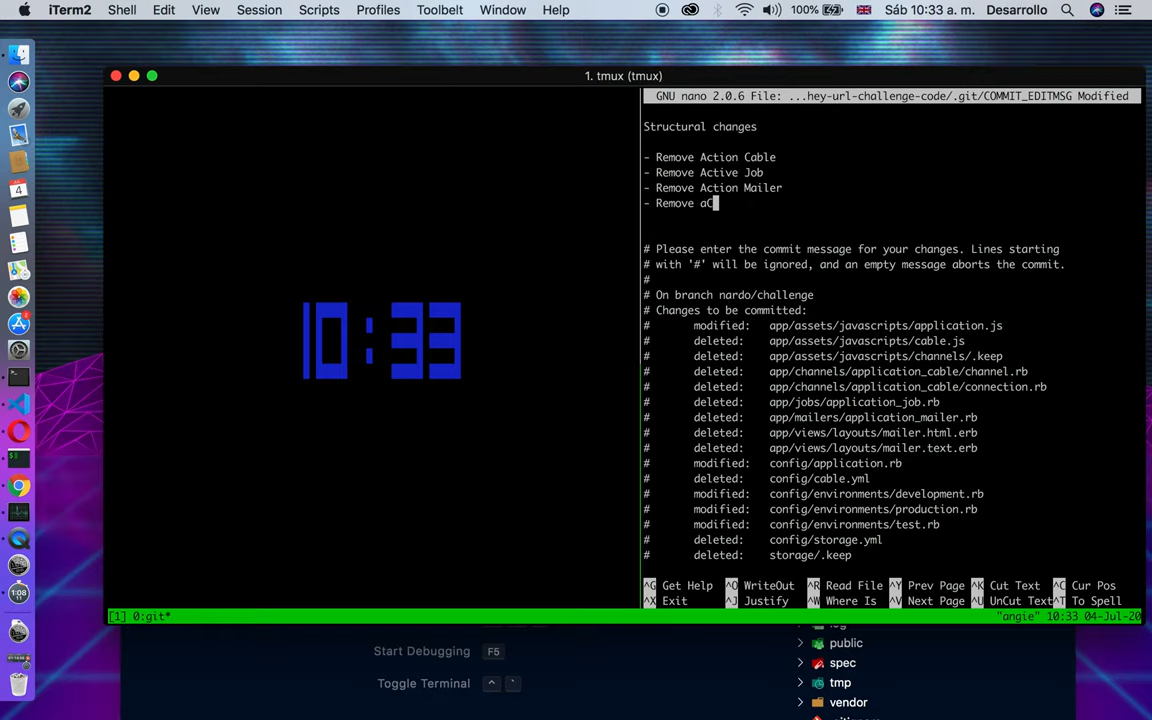 iTerm2 Shell Edit View Session Scripts Profiles Toolbelt Window Help 100% Sáb 10:33 a. m. Desarrollo
1. tmux (tmux)
GNU nano 2.0.6 File: ...hey-url-challenge-code/.git/COMMIT_EDITMSG Modified
Structural changes
- Remove Action Cable
- Remove Active Job
- Remove Action Mailer
- Remove aC
# Please enter the commit message for your changes. Lines starting
# with '#' will be ignored, and an empty message aborts the commit.
#
# On branch nardo/challenge
# Changes to be committed:
# modified: app/assets/javascripts/application.js
# deleted: app/assets/javascripts/cable.js
# deleted: app/assets/javascripts/channels/.keep
# deleted: app/channels/application_cable/channel.rb
# deleted: app/channels/application_cable/connection.rb
# deleted: app/jobs/application_job.rb
# deleted: app/mailers/application_mailer.rb
# deleted: app/views/layouts/mailer.html.erb
# deleted: app/views/layouts/mailer.text.erb
# modified: config/application.rb
# deleted: config/cable.yml
# modified: config/environments/development.rb
# modified: config/environments/production.rb
# modified: config/environments/test.rb
# deleted: config/storage.yml
# deleted: storage/.keep
10:33
^G Get Help ^O WriteOut ^R Read File ^Y Prev Page ^K Cut Text ^C Cur Pos
^X Exit ^J Justify ^W Where Is ^V Next Page ^U UnCut Text ^T To Spell
[1] 0:git* "angie" 10:33 04-Jul-20
4
1:08
Start Debugging F5
Toggle Terminal ^ `
public
spec
tmp
vendor